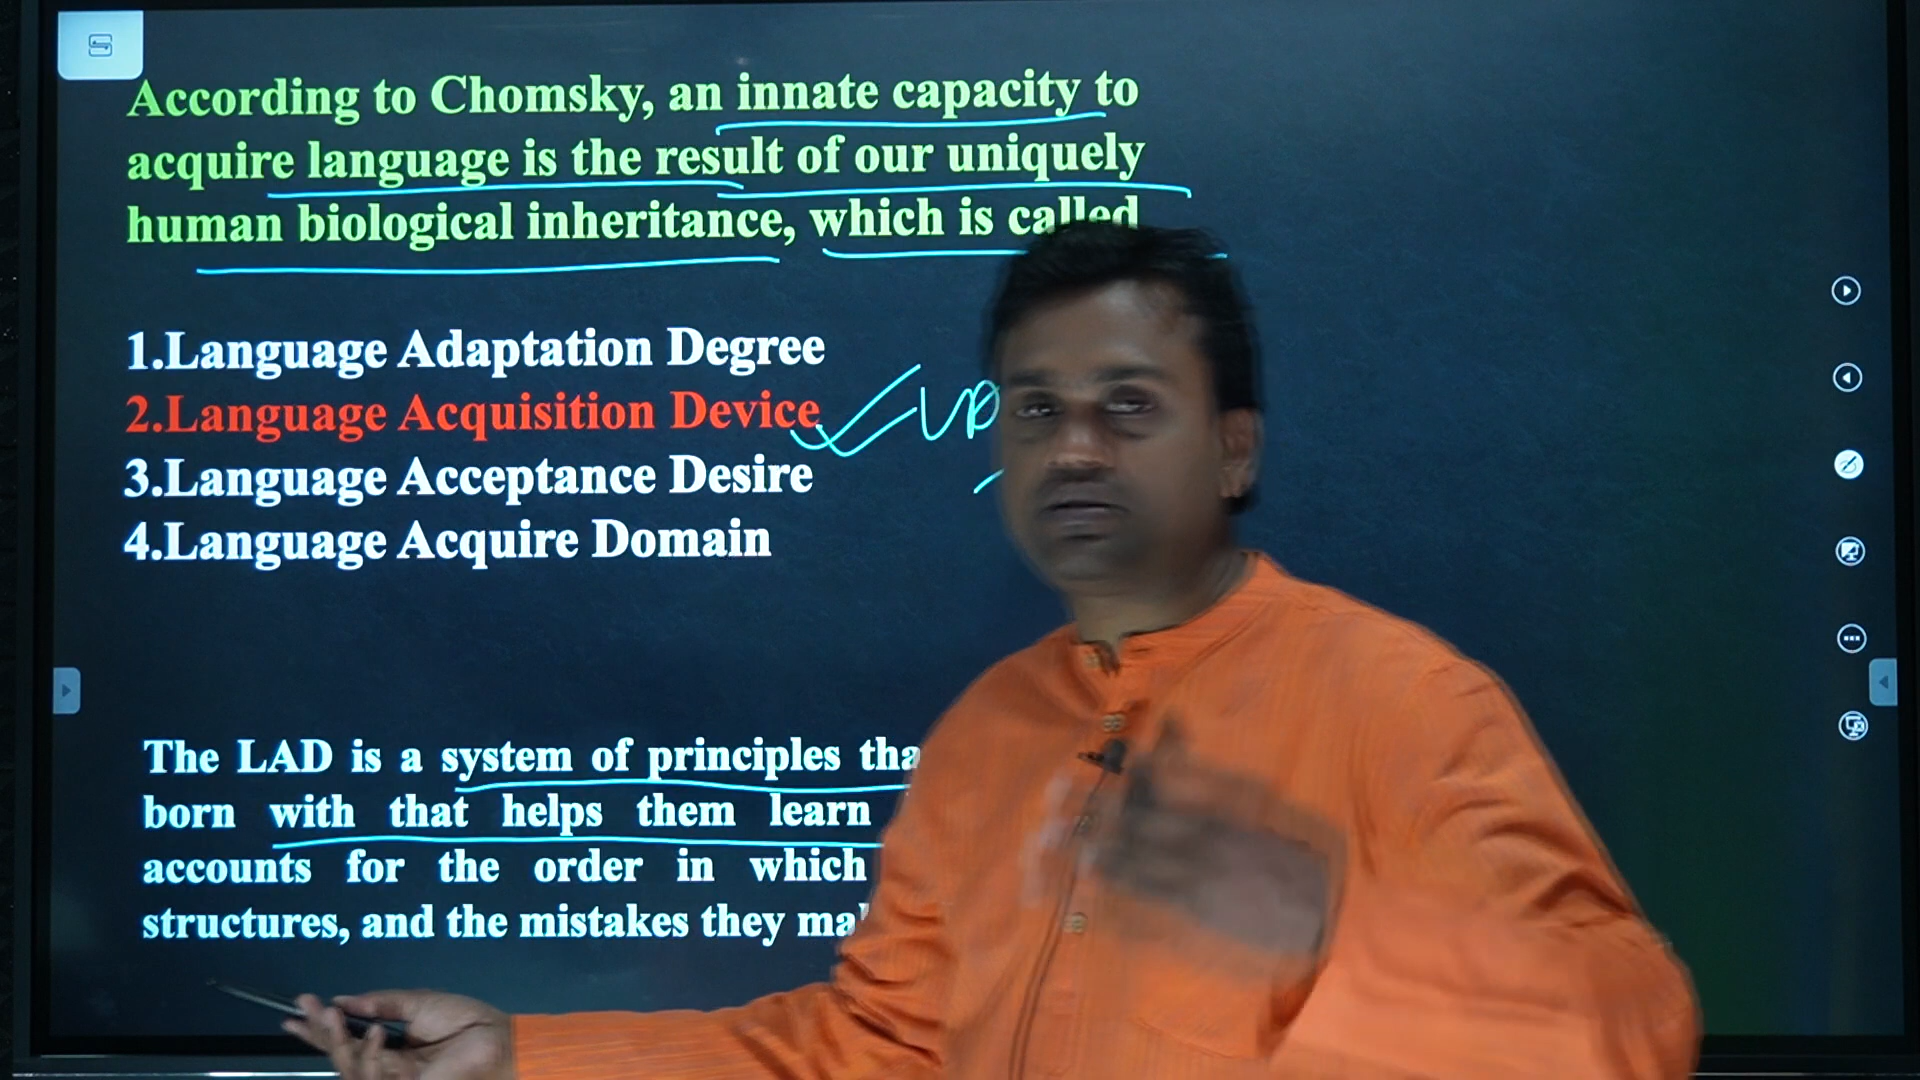 According to Chomsky, an innate capacity to
acquire language is the result of our uniquely
human biological inheritance, which is called
1.Language Adaptation Degree
2.Language Acquisition Device
3.Language Acceptance Desire
4.Language Acquire Domain
The LAD is a system of principles
born with that helps them learn
accounts for the order in which
structures, and the mistakes they